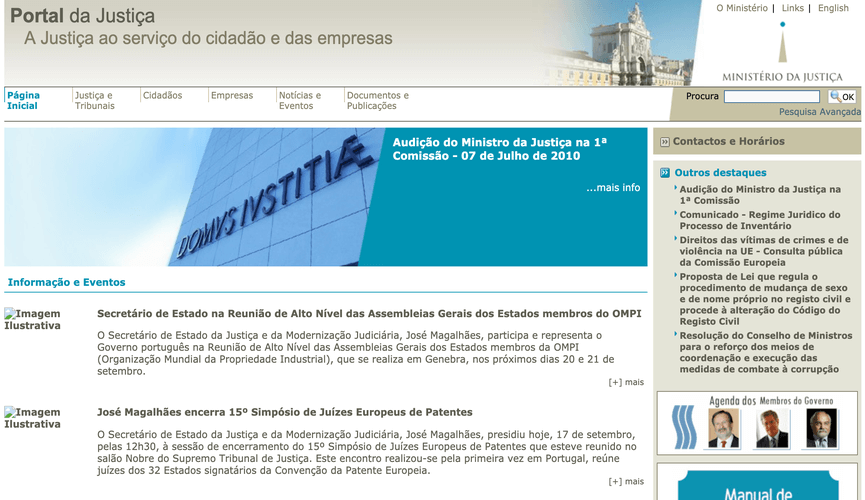 Portal da Justiça
A Justiça ao serviço do cidadão e das empresas
O Ministério | Links | English
MINISTÉRIO DA JUSTIÇA
Página
Inicial
Justiça e
Tribunais
Cidadãos
Empresas
Notícias e
Eventos
Documentos e
Publicações
Procura
OK
Pesquisa Avançada
DOMVS IVSTITIÆ
Audição do Ministro da Justiça na 1ª
Comissão - 07 de Julho de 2010
...mais info
Informação e Eventos
Imagem
Ilustrativa
Secretário de Estado na Reunião de Alto Nível das Assembleias Gerais dos Estados membros do OMPI
O Secretário de Estado da Justiça e da Modernização Judiciária, José Magalhães, participa e representa o
Governo português na Reunião de Alto Nível das Assembleias Gerais dos Estados membros da OMPI
(Organização Mundial da Propriedade Industrial), que se realiza em Genebra, nos próximos dias 20 e 21 de
setembro.
[+] mais
Imagem
Ilustrativa
José Magalhães encerra 15º Simpósio de Juízes Europeus de Patentes
O Secretário de Estado da Justiça e da Modernização Judiciária, José Magalhães, presidiu hoje, 17 de setembro,
pelas 12h30, à sessão de encerramento do 15º Simpósio de Juízes Europeus de Patentes que esteve reunido no
salão Nobre do Supremo Tribunal de Justiça. Este encontro realizou-se pela primeira vez em Portugal, reúne
juízes dos 32 Estados signatários da Convenção da Patente Europeia.
[+] mais
Contactos e Horários
Outros destaques
Audição do Ministro da Justiça na
1ª Comissão
Comunicado - Regime Juridico do
Processo de Inventário
Direitos das vítimas de crimes e de
violência na UE - Consulta pública
da Comissão Europeia
Proposta de Lei que regula o
procedimento de mudança de sexo
e de nome próprio no registo civil e
procede à alteração do Código do
Registo Civil
Resolução do Conselho de Ministros
para o reforço dos meios de
coordenação e execução das
medidas de combate à corrupção
Agenda dos Membros do Governo
Manual de